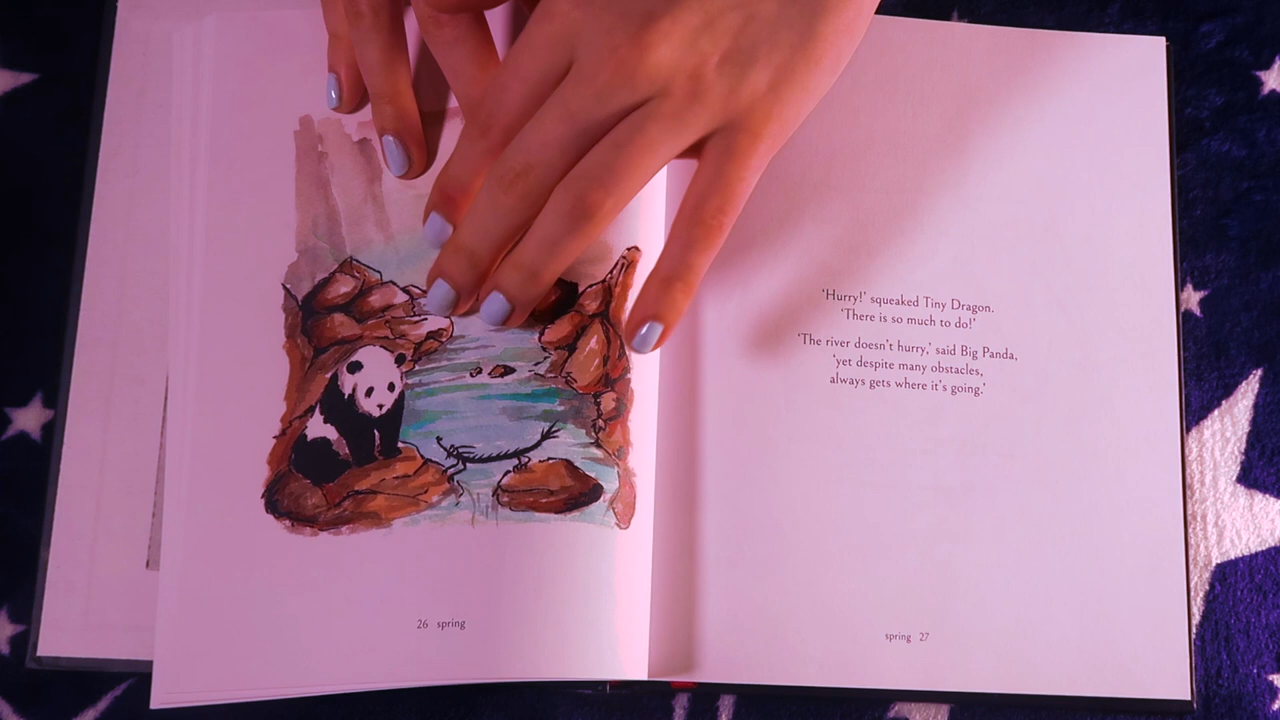 26 spring
‘Hurry!’ squeaked Tiny Dragon.
‘There is so much to do!’
‘The river doesn’t hurry,’ said Big Panda,
‘yet despite many obstacles,
always gets where it’s going.’
spring 27